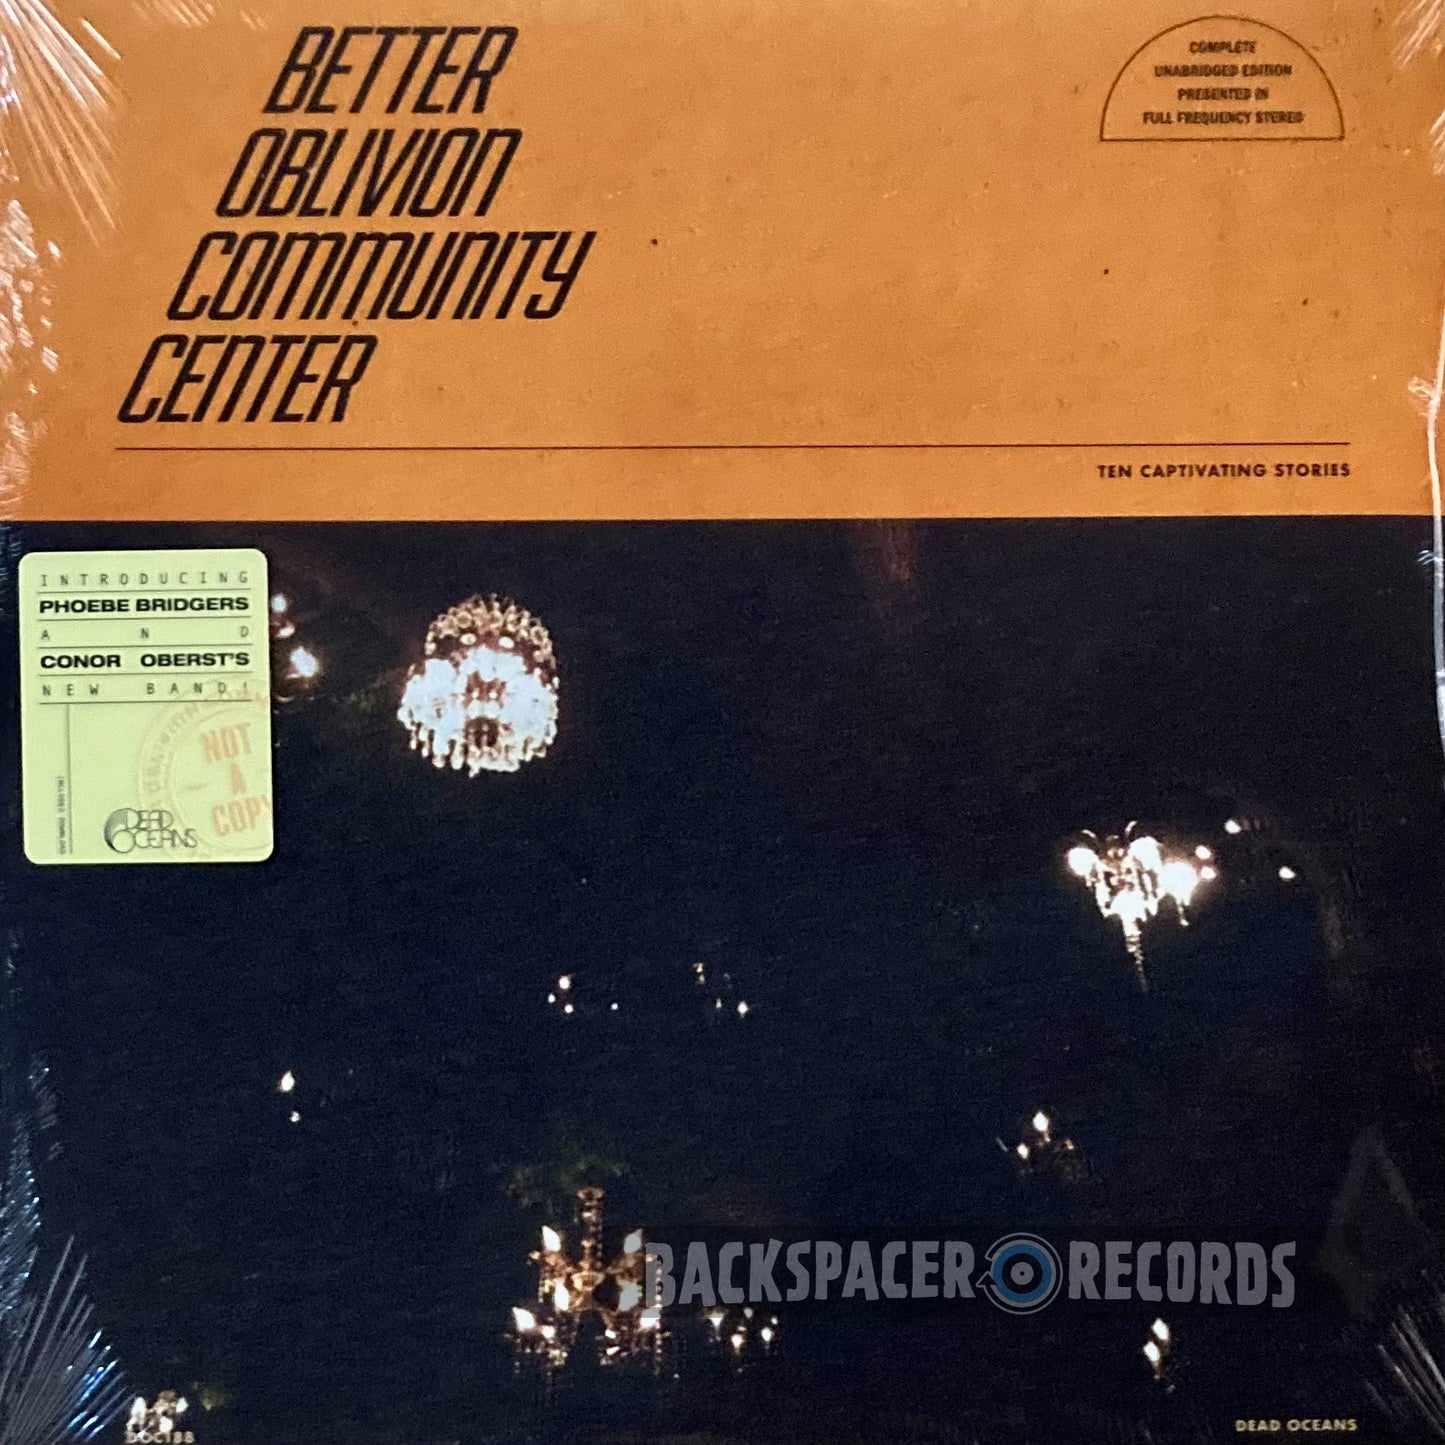 BETTER
OBLIVION
COMMUNITY
CENTER
COMPLETE
UNABRIDGED EDITION
PRESENTED IN
FULL FREQUENCY STEREO
TEN CAPTIVATING STORIES
INTRODUCING
PHOEBE BRIDGERS
AND
CONOR OBERST'S
NEW BAND!
NOT
A
COPY
DEAD
OCEANS
BACKSPACER RECORDS
DEAD OCEANS
DOC188